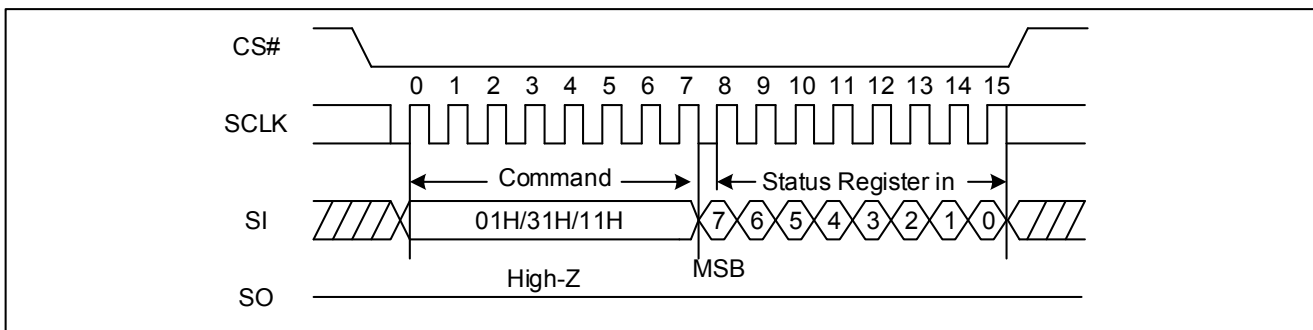 CS#
0 1 2 3 4 5 6 7 8 9 10 11 12 13 14 15
SCLK
Command Status Register in
SI 01H/31H/11H 7 6 5 4 3 2 1 0
High-Z MSB
SO